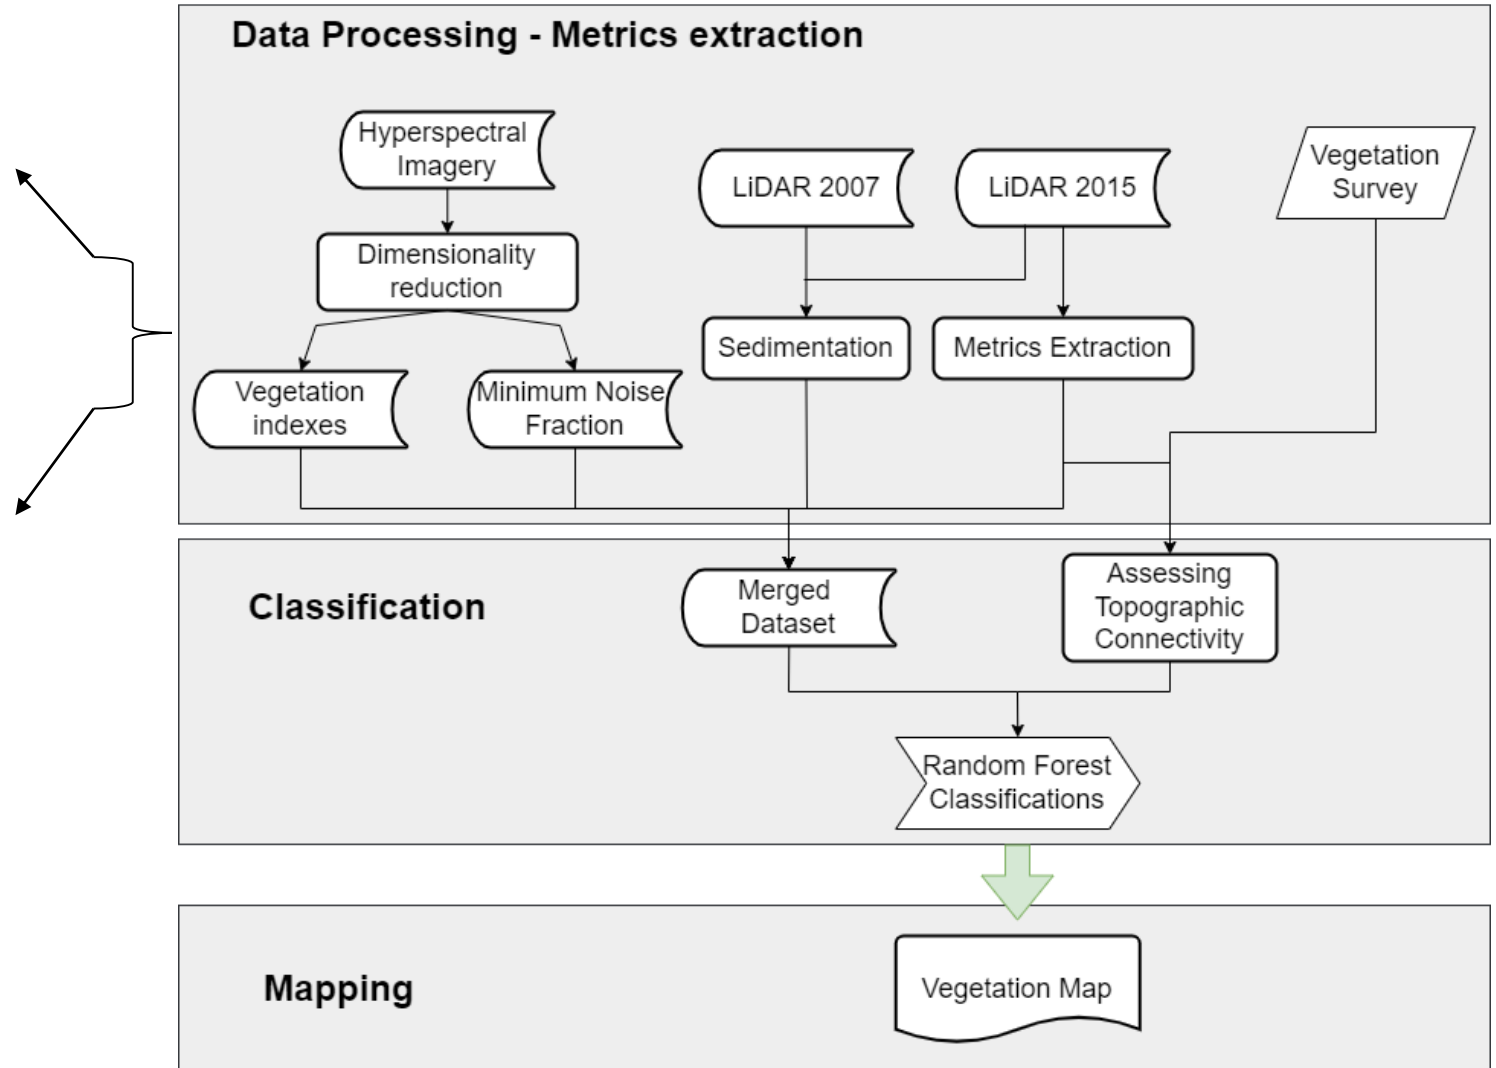 Data Processing - Metrics extraction
Hyperspectral
Imagery
LiDAR 2007
LiDAR 2015
Vegetation
Survey
Dimensionality
reduction
Sedimentation
Metrics Extraction
Vegetation
indexes
Minimum Noise
Fraction
Classification
Merged
Dataset
Assessing
Topographic
Connectivity
Random Forest
Classifications
Mapping
Vegetation Map